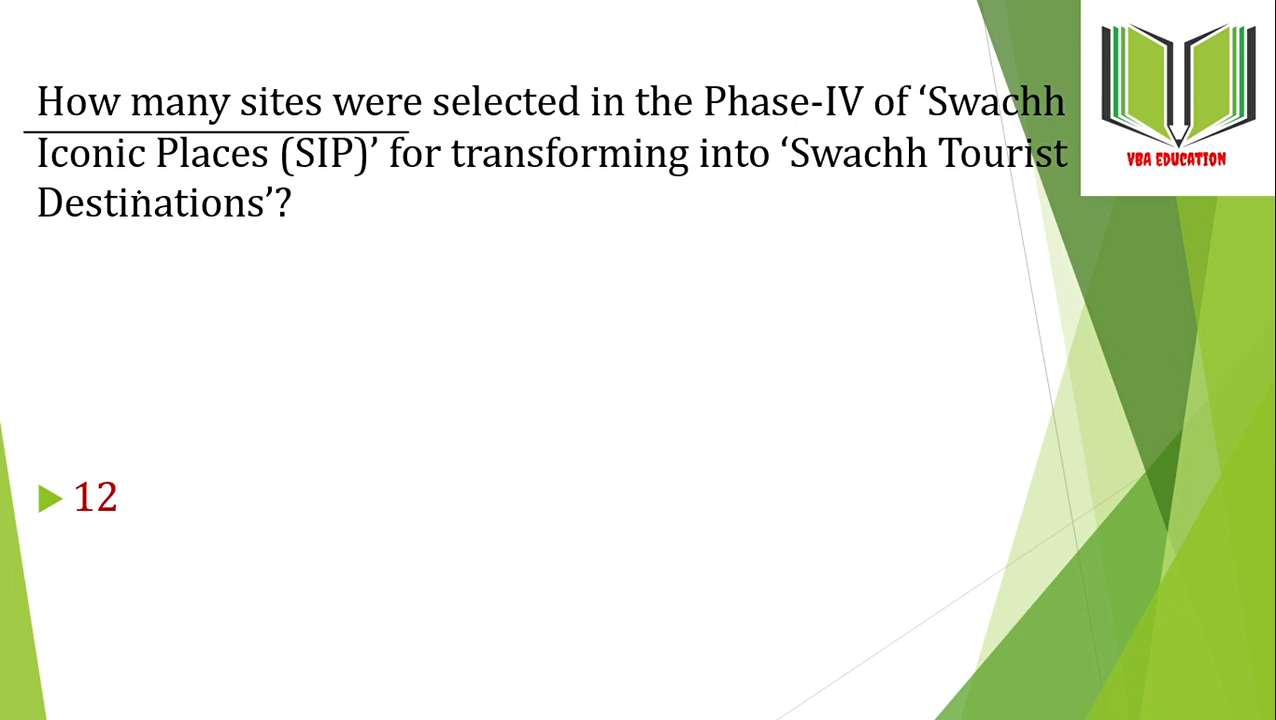 How many sites were selected in the Phase-IV of ‘Swachh
Iconic Places (SIP)’ for transforming into ‘Swachh Tourist
Destinations’?
VBA EDUCATION
12